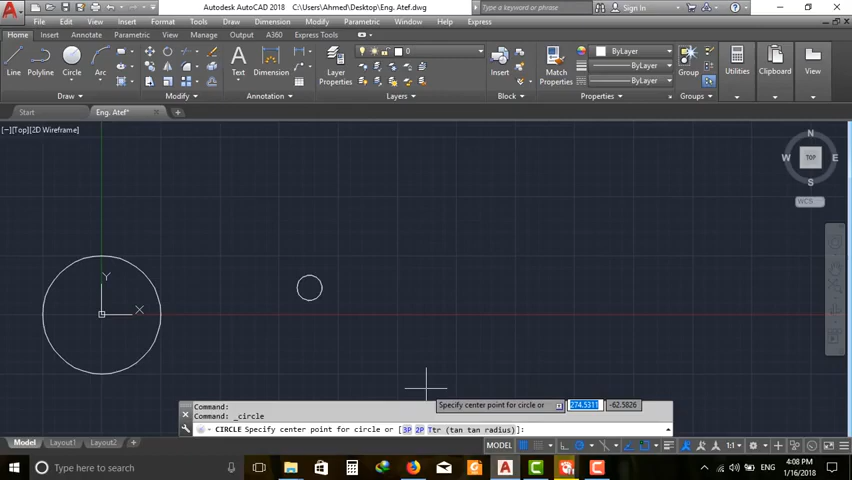 Autodesk AutoCAD 2018 C:\Users\Ahmed\Desktop\Eng. Atef.dwg
Type a keyword or phrase
Sign In
File Edit View Insert Format Tools Draw Dimension Modify Parametric Window Help Express
Home Insert Annotate Parametric View Manage Output A360 Express Tools
0
ByLayer
ByLayer
ByLayer
Line Polyline Circle Arc Text Dimension Layer Properties Insert Match Properties Group Utilities Clipboard View
Draw Modify Annotation Layers Block Properties Groups
Start Eng. Atef*
[−][Top][2D Wireframe]
N
W TOP E
S
WCS
Y
X
Specify center point for circle or 274.5311 -62.5826
Command:
Command: _circle
CIRCLE Specify center point for circle or [3P 2P Ttr (tan tan radius)]:
Model Layout1 Layout2 +
MODEL 1:1
ENG 4:08 PM
1/16/2018